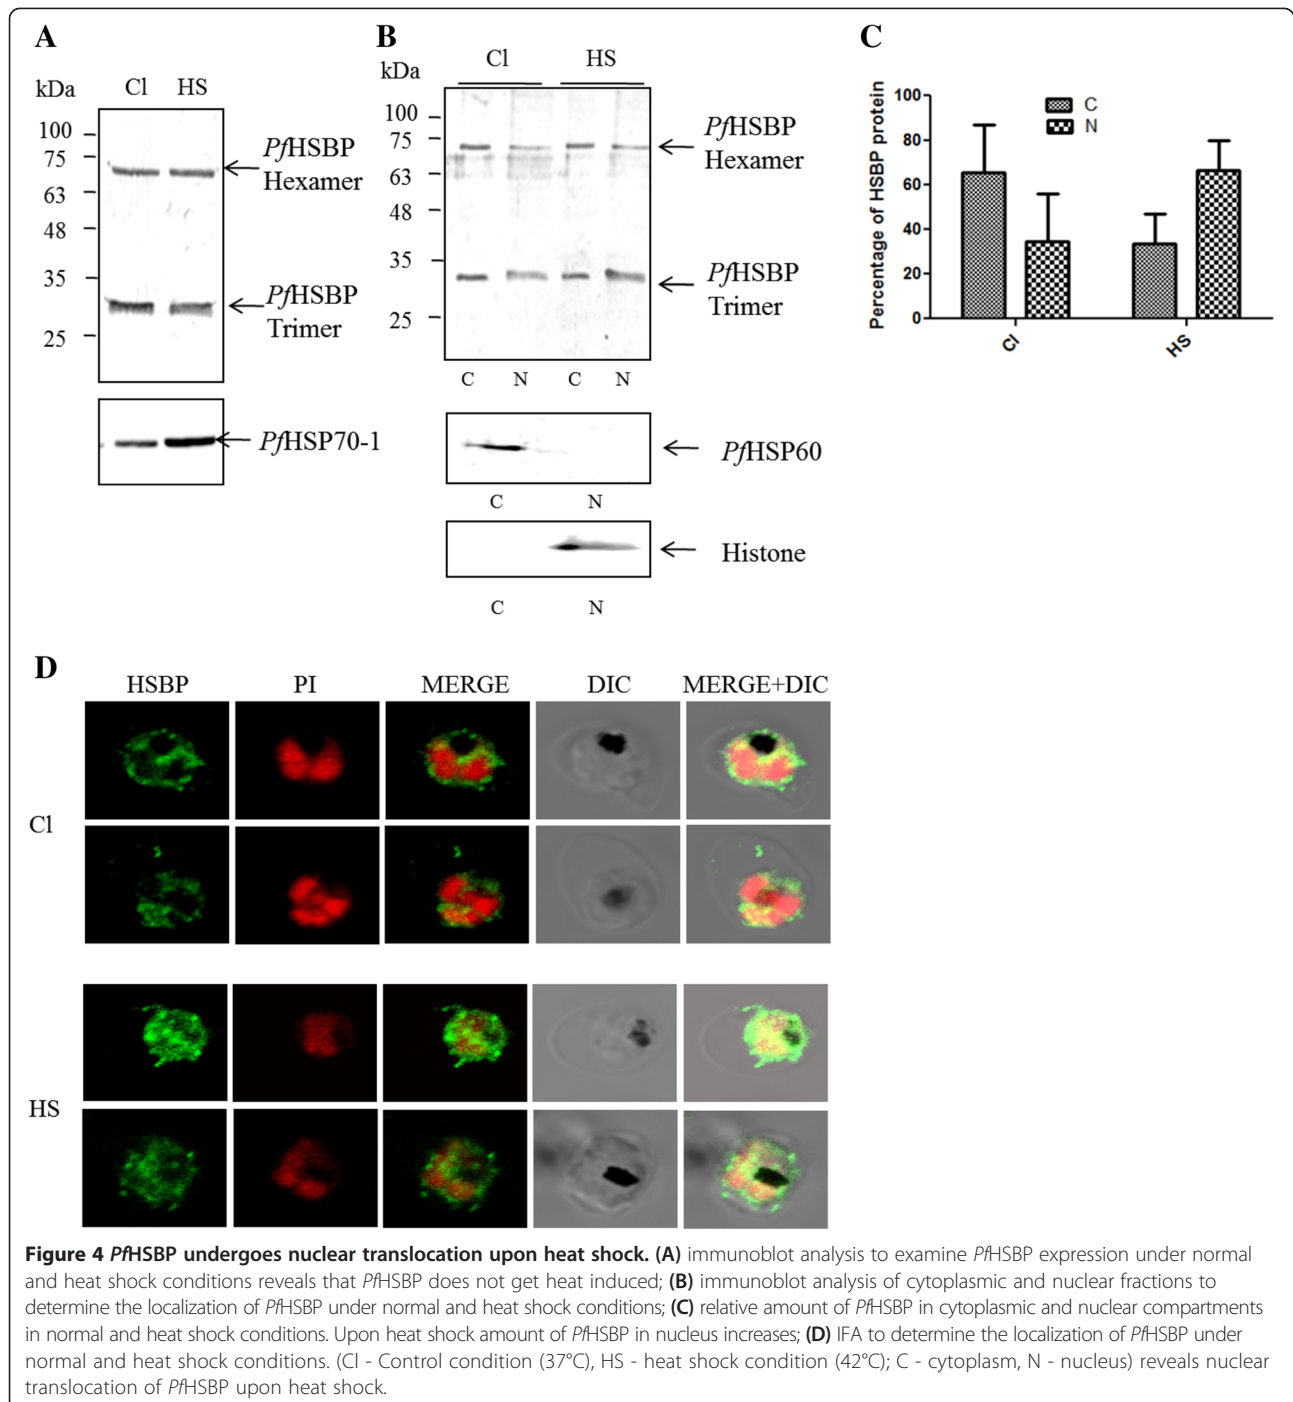 A
kDa
Cl HS
100
75
63
48
35
25
PfHSBP
Hexamer
PfHSBP
Trimer
PfHSP70-1
B
kDa
Cl HS
100
75
63
48
35
25
PfHSBP
Hexamer
PfHSBP
Trimer
C N C N
PfHSP60
C N
Histone
C N
C
Percentage of HSBP protein
100
80
60
40
20
0
C
N
Cl
HS
D
HSBP PI MERGE DIC MERGE+DIC
Cl
HS
Figure 4 PfHSBP undergoes nuclear translocation upon heat shock. (A) immunoblot analysis to examine PfHSBP expression under normal
and heat shock conditions reveals that PfHSBP does not get heat induced; (B) immunoblot analysis of cytoplasmic and nuclear fractions to
determine the localization of PfHSBP under normal and heat shock conditions; (C) relative amount of PfHSBP in cytoplasmic and nuclear compartments
in normal and heat shock conditions. Upon heat shock amount of PfHSBP in nucleus increases; (D) IFA to determine the localization of PfHSBP under
normal and heat shock conditions. (Cl - Control condition (37°C), HS - heat shock condition (42°C); C - cytoplasm, N - nucleus) reveals nuclear
translocation of PfHSBP upon heat shock.